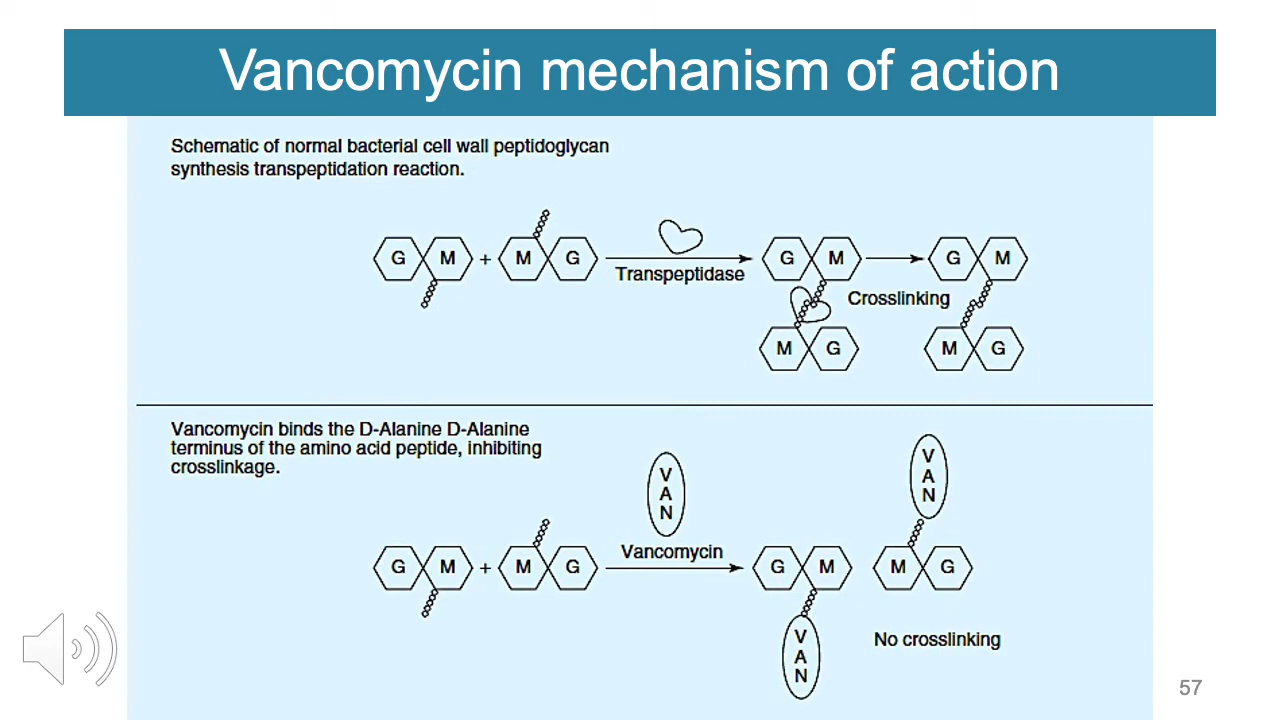 Vancomycin mechanism of action
Schematic of normal bacterial cell wall peptidoglycan
synthesis transpeptidation reaction.
G M + M G
Transpeptidase
G M
M G
Crosslinking
G M
M G
Vancomycin binds the D-Alanine D-Alanine
terminus of the amino acid peptide, inhibiting
crosslinkage.
G M + M G
V
A
N
Vancomycin
G M
V
A
N
V
A
N
M G
No crosslinking
57